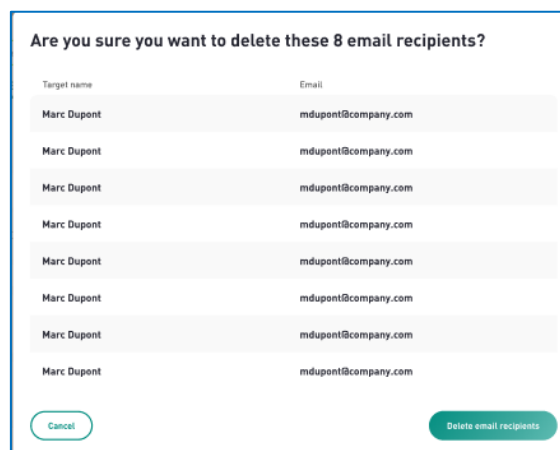 Are you sure you want to delete these 8 email recipients?
Target name Email
Marc Dupont mdupont@company.com
Marc Dupont mdupont@company.com
Marc Dupont mdupont@company.com
Marc Dupont mdupont@company.com
Marc Dupont mdupont@company.com
Marc Dupont mdupont@company.com
Marc Dupont mdupont@company.com
Marc Dupont mdupont@company.com
Cancel Delete email recipients